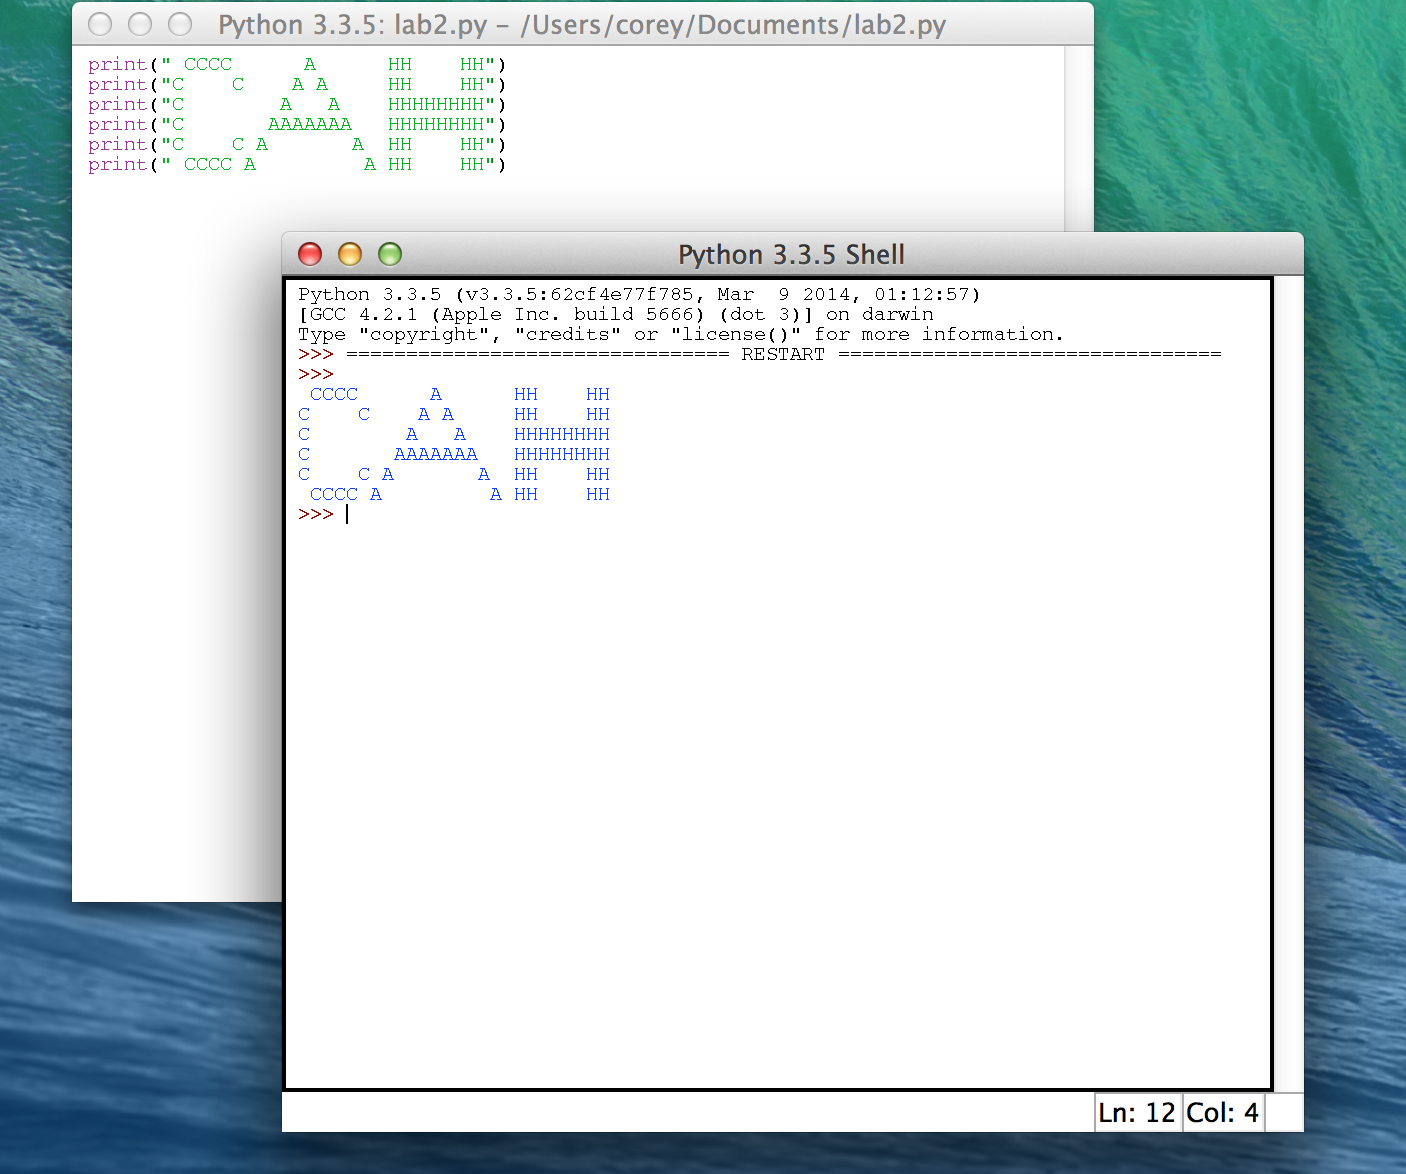 Python 3.3.5: lab2.py – /Users/corey/Documents/lab2.py
print(" CCCC      A      HH    HH")
print("C    C    A A     HH    HH")
print("C        A   A    HHHHHHHH")
print("C       AAAAAAA   HHHHHHHH")
print("C    C A       A  HH    HH")
print(" CCCC A         A HH    HH")
Python 3.3.5 Shell
Python 3.3.5 (v3.3.5:62cf4e77f785, Mar  9 2014, 01:12:57)
[GCC 4.2.1 (Apple Inc. build 5666) (dot 3)] on darwin
Type "copyright", "credits" or "license()" for more information.
>>> ================================ RESTART ================================
>>>
 CCCC      A      HH    HH
C    C    A A     HH    HH
C        A   A    HHHHHHHH
C       AAAAAAA   HHHHHHHH
C    C A       A  HH    HH
 CCCC A         A HH    HH
>>>
Ln: 12 Col: 4